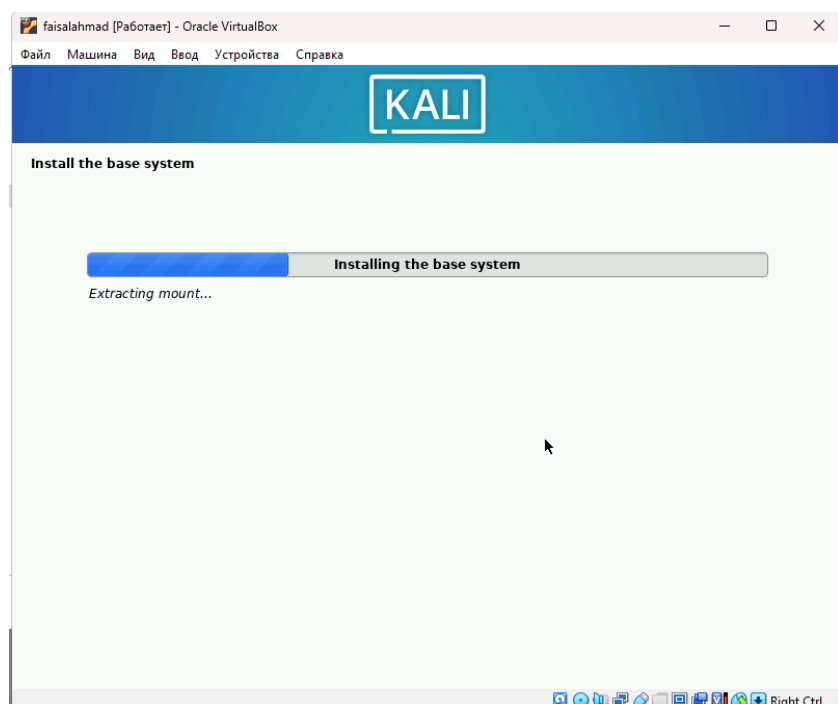 faisalahmad [Работает] - Oracle VirtualBox
Файл Машина Вид Ввод Устройства Справка
KALI
Install the base system
Installing the base system
Extracting mount...
Right Ctrl